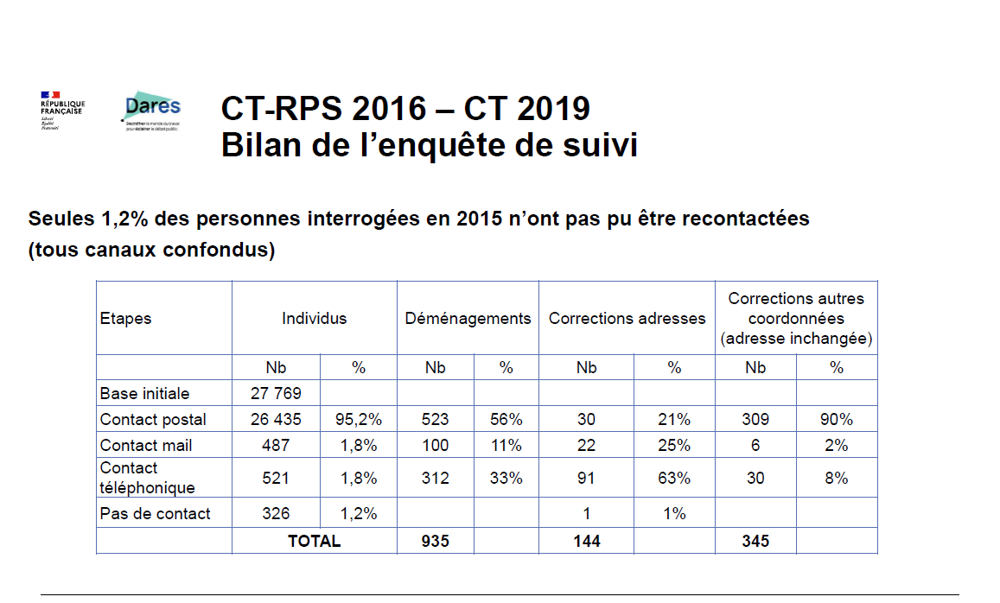 RÉPUBLIQUE
FRANÇAISE
Liberté
Égalité
Fraternité
Dares
Déchiffrer le monde du travail
pour éclairer le débat public
CT-RPS 2016 – CT 2019
Bilan de l’enquête de suivi
Seules 1,2% des personnes interrogées en 2015 n’ont pas pu être recontactées
(tous canaux confondus)
Etapes Individus Déménagements Corrections adresses Corrections autres
coordonnées
(adresse inchangée)
Nb % Nb % Nb % Nb %
Base initiale 27 769
Contact postal 26 435 95,2% 523 56% 30 21% 309 90%
Contact mail 487 1,8% 100 11% 22 25% 6 2%
Contact
téléphonique 521 1,8% 312 33% 91 63% 30 8%
Pas de contact 326 1,2% 1 1%
TOTAL 935 144 345